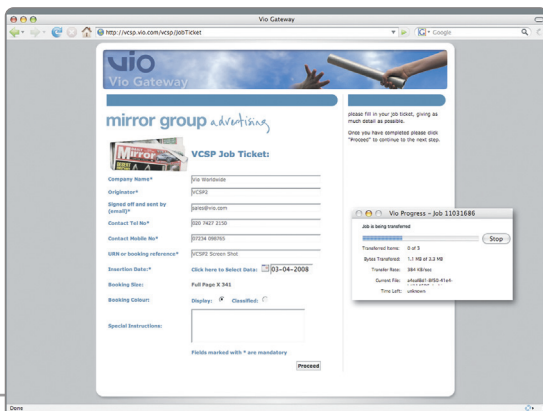 Vio Gateway
http://vcsp.vio.com/vcsp/JobTicket
Google
vio
Vio Gateway
mirror group advertising
please fill in your job ticket, giving as
much detail as possible.
Once you have completed please click
"Proceed" to continue to the next step.
Mirror
VCSP Job Ticket:
Company Name* Vio Worldwide
Originator* VCSP2
Signed off and sent by
(email)* sales@vio.com
Contact Tel No* 020 7427 2150
Contact Mobile No* 07234 098765
URN or booking reference* VCSP2 Screen Shot
Insertion Date:* Click here to Select Date: 03-04-2008
Booking Size: Full Page X 341
Booking Colour: Display: Classified:
Special Instructions:
Fields marked with * are mandatory
Proceed
Vio Progress - Job 11031686
Job is being transferred
Stop
Transferred Items: 0 of 5
Bytes Transferred: 1.1 MB of 3.3 MB
Transfer Rate: 384 KB/sec
Current File:
Time Left: unknown
Done